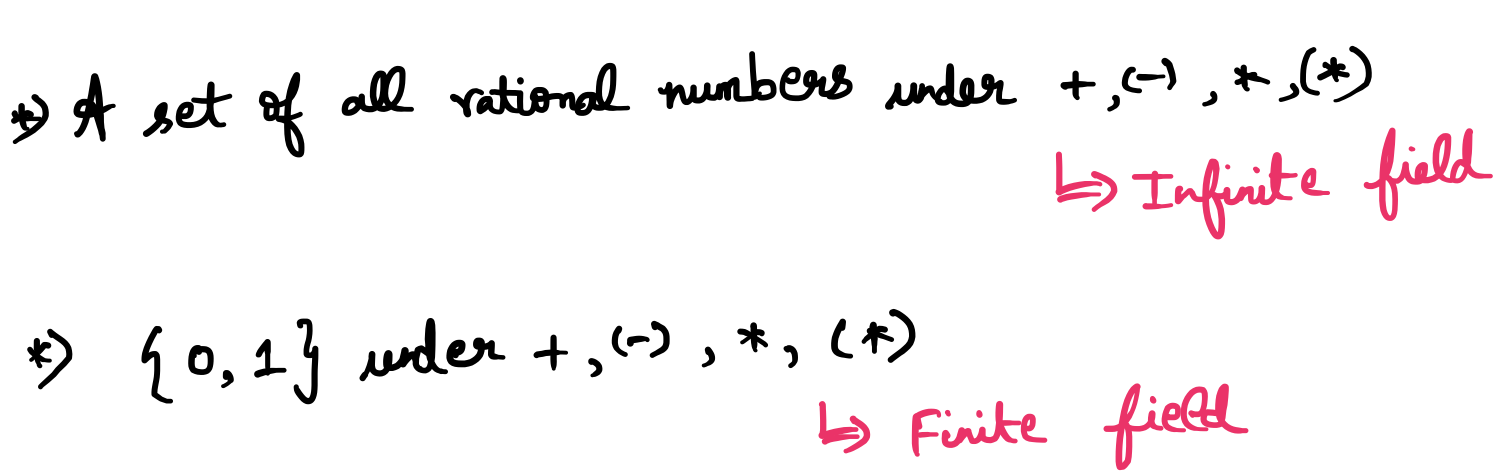 *) A set of all rational numbers under +, (-), *, (*)
↳ Infinite field
*) {0, 1} under +, (-), *, (*)
↳ Finite field